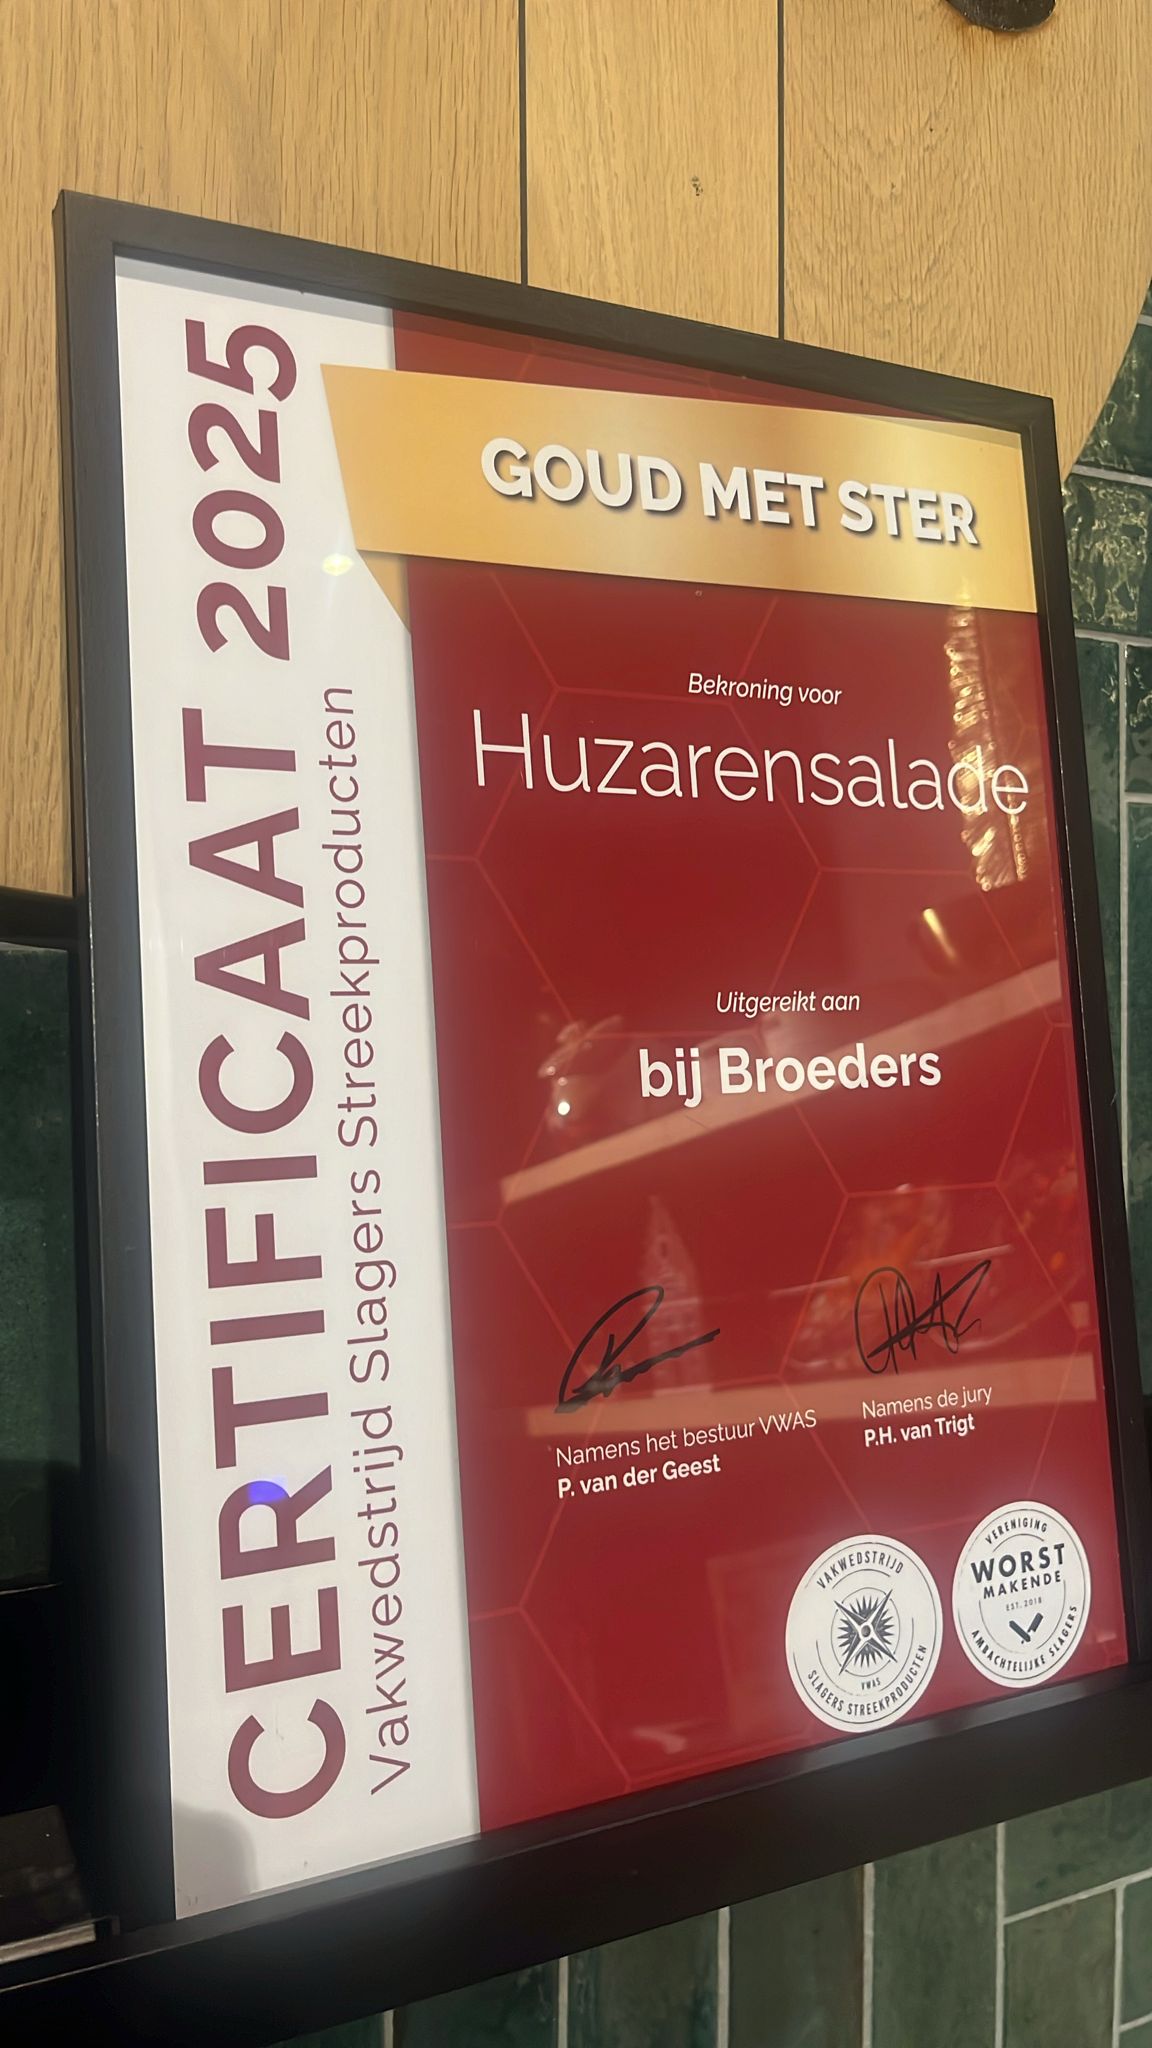 CERTIFICAAT 2025
Vakwedstrijd Slagers Streekproducten
GOUD MET STER
Bekroning voor
Huzarensalade
Uitgereikt aan
bij Broeders
Namens het bestuur VWAS
P. van der Geest
Namens de jury
P.H. van Trigt
VAKWEDSTRIJD
VWAS
SLAGERS STREEKPRODUCTEN
VERENIGING
WORST
MAKENDE
EST. 2018
AMBACHTELIJKE SLAGERS